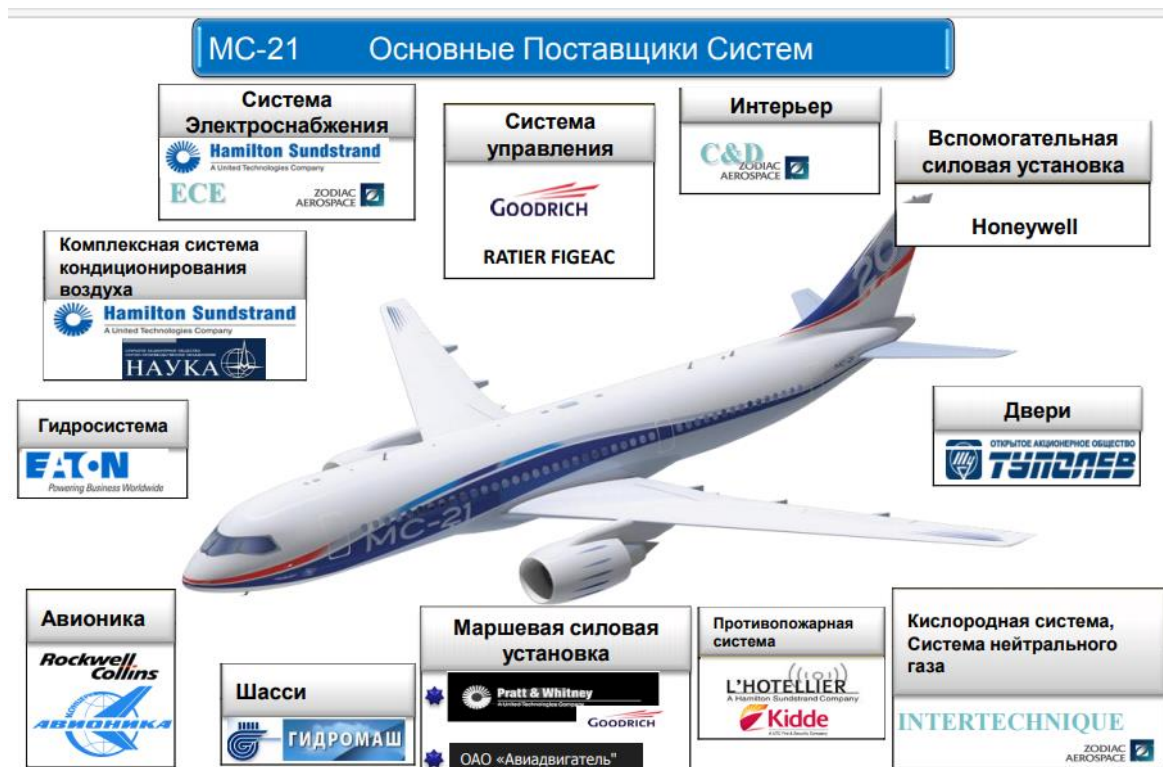 МС-21 Основные Поставщики Систем
Система
Электроснабжения
Hamilton Sundstrand
A United Technologies Company
ECE
ZODIAC
AEROSPACE
Система
управления
GOODRICH
RATIER FIGEAC
Интерьер
C&D
ZODIAC
AEROSPACE
Вспомогательная
силовая установка
Honeywell
Комплексная система
кондиционирования
воздуха
Hamilton Sundstrand
A United Technologies Company
НАУКА
Гидросистема
EATON
Powering Business Worldwide
20
МС-21
Двери
ОТКРЫТОЕ АКЦИОНЕРНОЕ ОБЩЕСТВО
Ту
ТУПОЛЕВ
Авионика
Rockwell
Collins
АВИОНИКА
Шасси
ГИДРОМАШ
Маршевая силовая
установка
Pratt & Whitney
A United Technologies Company
GOODRICH
ОАО «Авиадвигатель"
Противопожарная
система
L'HOTELLIER
A Hamilton Sundstrand Company
Kidde
Кислородная система,
Система нейтрального
газа
INTERTECHNIQUE
ZODIAC
AEROSPACE